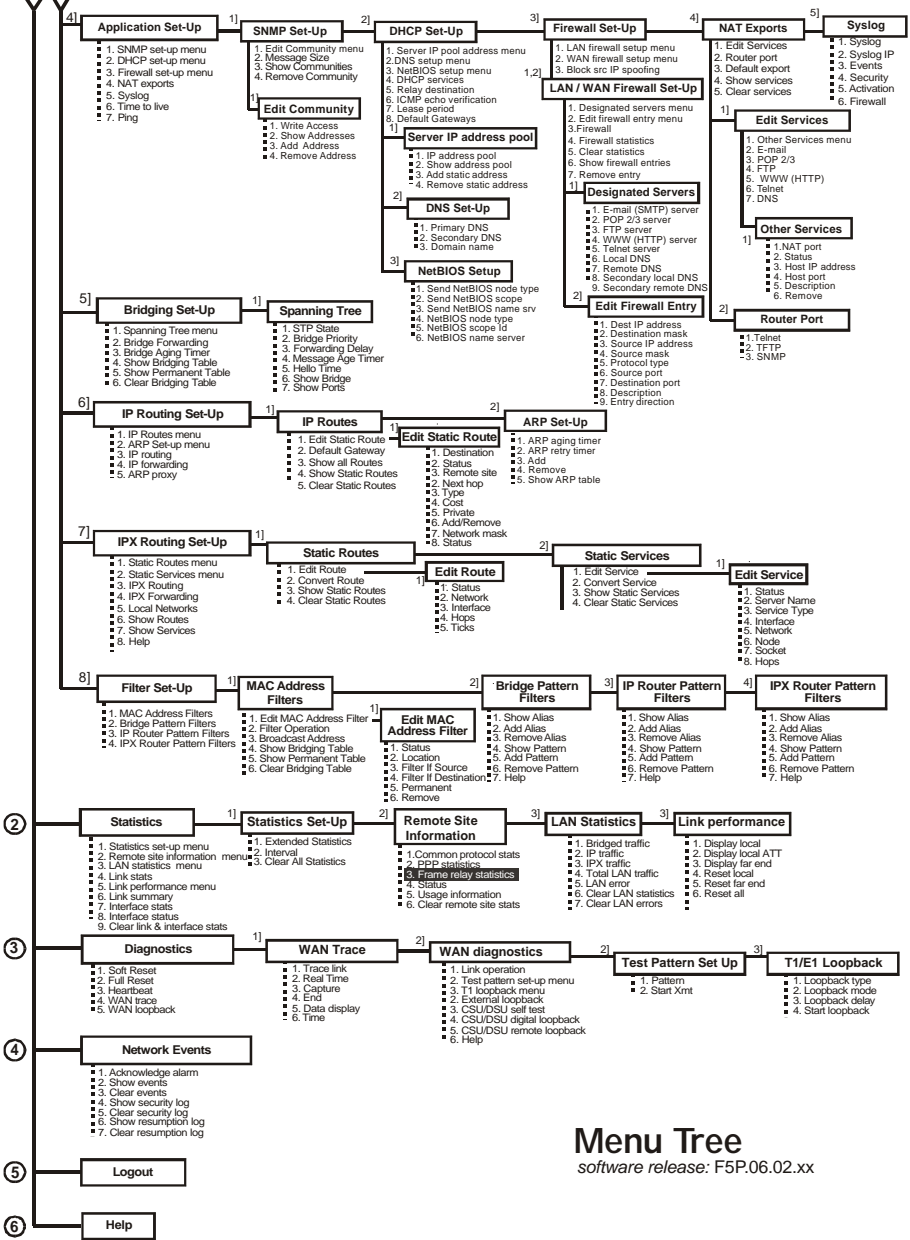 4]
Application Set-Up
1. SNMP set-up menu
2. DHCP set-up menu
3. Firewall set-up menu
4. NAT exports
5. Syslog
6. Time to live
7. Ping
1]
SNMP Set-Up
1. Edit Community menu
2. Message Size
3. Show Communities
4. Remove Community
1]
Edit Community
1. Write Access
2. Show Addresses
3. Add Address
4. Remove Address
2]
DHCP Set-Up
1. Server IP pool address menu
2.DNS setup menu
3. NetBIOS setup menu
4. DHCP services
5. Relay destination
6. ICMP echo verification
7. Lease period
8. Default Gateways
1]
Server IP address pool
1. IP address pool
2. Show address pool
3. Add static address
4. Remove static address
2]
DNS Set-Up
1. Primary DNS
2. Secondary DNS
3. Domain name
3]
NetBIOS Setup
1. Send NetBIOS node type
2. Send NetBIOS scope
3. Send NetBIOS name srv
4. NetBIOS node type
5. NetBIOS scope Id
6. NetBIOS name server
3]
Firewall Set-Up
1. LAN firewall setup menu
2. WAN firewall setup menu
3. Block src IP spoofing
1,2]
LAN / WAN Firewall Set-Up
1. Designated servers menu
2. Edit firewall entry menu
3.Firewall
4. Firewall statistics
5. Clear statistics
6. Show firewall entries
7. Remove entry
1]
Designated Servers
1. E-mail (SMTP) server
2. POP 2/3 server
3. FTP server
4. WWW (HTTP) server
5. Telnet server
6. Local DNS
7. Remote DNS
8. Secondary local DNS
9. Secondary remote DNS
2]
Edit Firewall Entry
1. Dest IP address
2. Destination mask
3. Source IP address
4. Source mask
5. Protocol type
6. Source port
7. Destination port
8. Description
9. Entry direction
4]
NAT Exports
1. Edit Services
2. Router port
3. Default export
4. Show services
5. Clear services
1]
Edit Services
1. Other Services menu
2. E-mail
3. POP 2/3
4. FTP
5. WWW (HTTP)
6. Telnet
7. DNS
1]
Other Services
1.NAT port
2. Status
3. Host IP address
4. Host port
5. Description
6. Remove
2]
Router Port
1.Telnet
2. TFTP
3. SNMP
5]
Syslog
1. Syslog
2. Syslog IP
3. Events
4. Security
5. Activation
6. Firewall
5]
Bridging Set-Up
1. Spanning Tree menu
2. Bridge Forwarding
3. Bridge Aging Timer
4. Show Bridging Table
5. Show Permanent Table
6. Clear Bridging Table
1]
Spanning Tree
1. STP State
2. Bridge Priority
3. Forwarding Delay
4. Message Age Timer
5. Hello Time
6. Show Bridge
7. Show Ports
6]
IP Routing Set-Up
1. IP Routes menu
2. ARP Set-up menu
3. IP routing
4. IP forwarding
5. ARP proxy
1]
IP Routes
1. Edit Static Route
2. Default Gateway
3. Show all Routes
4. Show Static Routes
5. Clear Static Routes
1]
Edit Static Route
1. Destination
2. Status
3. Remote site
2. Next hop
3. Type
4. Cost
5. Private
6. Add/Remove
7. Network mask
8. Status
2]
ARP Set-Up
1. ARP aging timer
2. ARP retry timer
3. Add
4. Remove
5. Show ARP table
7]
IPX Routing Set-Up
1. Static Routes menu
2. Static Services menu
3. IPX Routing
4. IPX Forwarding
5. Local Networks
6. Show Routes
7. Show Services
8. Help
1]
Static Routes
1. Edit Route
2. Convert Route
3. Show Static Routes
4. Clear Static Routes
1]
Edit Route
1. Status
2. Network
3. Interface
4. Hops
5. Ticks
2]
Static Services
1. Edit Service
2. Convert Service
3. Show Static Services
4. Clear Static Services
1]
Edit Service
1. Status
2. Server Name
3. Service Type
4. Interface
5. Network
6. Node
7. Socket
8. Hops
8]
Filter Set-Up
1. MAC Address Filters
2. Bridge Pattern Filters
3. IP Router Pattern Filters
4. IPX Router Pattern Filters
1]
MAC Address
Filters
1. Edit MAC Address Filter
2. Filter Operation
3. Broadcast Address
4. Show Bridging Table
5. Show Permanent Table
6. Clear Bridging Table
1]
Edit MAC
Address Filter
1. Status
2. Location
3. Filter If Source
4. Filter If Destination
5. Permanent
6. Remove
2]
Bridge Pattern
Filters
1. Show Alias
2. Add Alias
3. Remove Alias
4. Show Pattern
5. Add Pattern
6. Remove Pattern
7. Help
3]
IP Router Pattern
Filters
1. Show Alias
2. Add Alias
3. Remove Alias
4. Show Pattern
5. Add Pattern
6. Remove Pattern
7. Help
4]
IPX Router Pattern
Filters
1. Show Alias
2. Add Alias
3. Remove Alias
4. Show Pattern
5. Add Pattern
6. Remove Pattern
7. Help
2
Statistics
1. Statistics set-up menu
2. Remote site information menu
3. LAN statistics menu
4. Link stats
5. Link performance menu
6. Link summary
7. Interface stats
8. Interface status
9. Clear link & interface stats
1]
Statistics Set-Up
1. Extended Statistics
2. Interval
3. Clear All Statistics
2]
Remote Site
Information
1.Common protocol stats
2. PPP statistics
3. Frame relay statistics
4. Status
5. Usage information
6. Clear remote site stats
3]
LAN Statistics
1. Bridged traffic
2. IP traffic
3. IPX traffic
4. Total LAN traffic
5. LAN error
6. Clear LAN statistics
7. Clear LAN errors
3]
Link performance
1. Display local
2. Display local ATT
3. Display far end
4. Reset local
5. Reset far end
6. Reset all
3
Diagnostics
1. Soft Reset
2. Full Reset
3. Heartbeat
4. WAN trace
5. WAN loopback
1]
WAN Trace
1. Trace link
2. Real Time
3. Capture
4. End
5. Data display
6. Time
2]
WAN diagnostics
1. Link operation
2. Test pattern set-up menu
3. T1 loopback menu
2. External loopback
3. CSU/DSU self test
4. CSU/DSU digital loopback
5. CSU/DSU remote loopback
6. Help
2]
Test Pattern Set Up
1. Pattern
2. Start Xmt
3]
T1/E1 Loopback
1. Loopback type
2. Loopback mode
3. Loopback delay
4. Start loopback
4
Network Events
1. Acknowledge alarm
2. Show events
3. Clear events
4. Show security log
5. Clear security log
6. Show resumption log
7. Clear resumption log
5
Logout
6
Help
Menu Tree
software release: F5P.06.02.xx